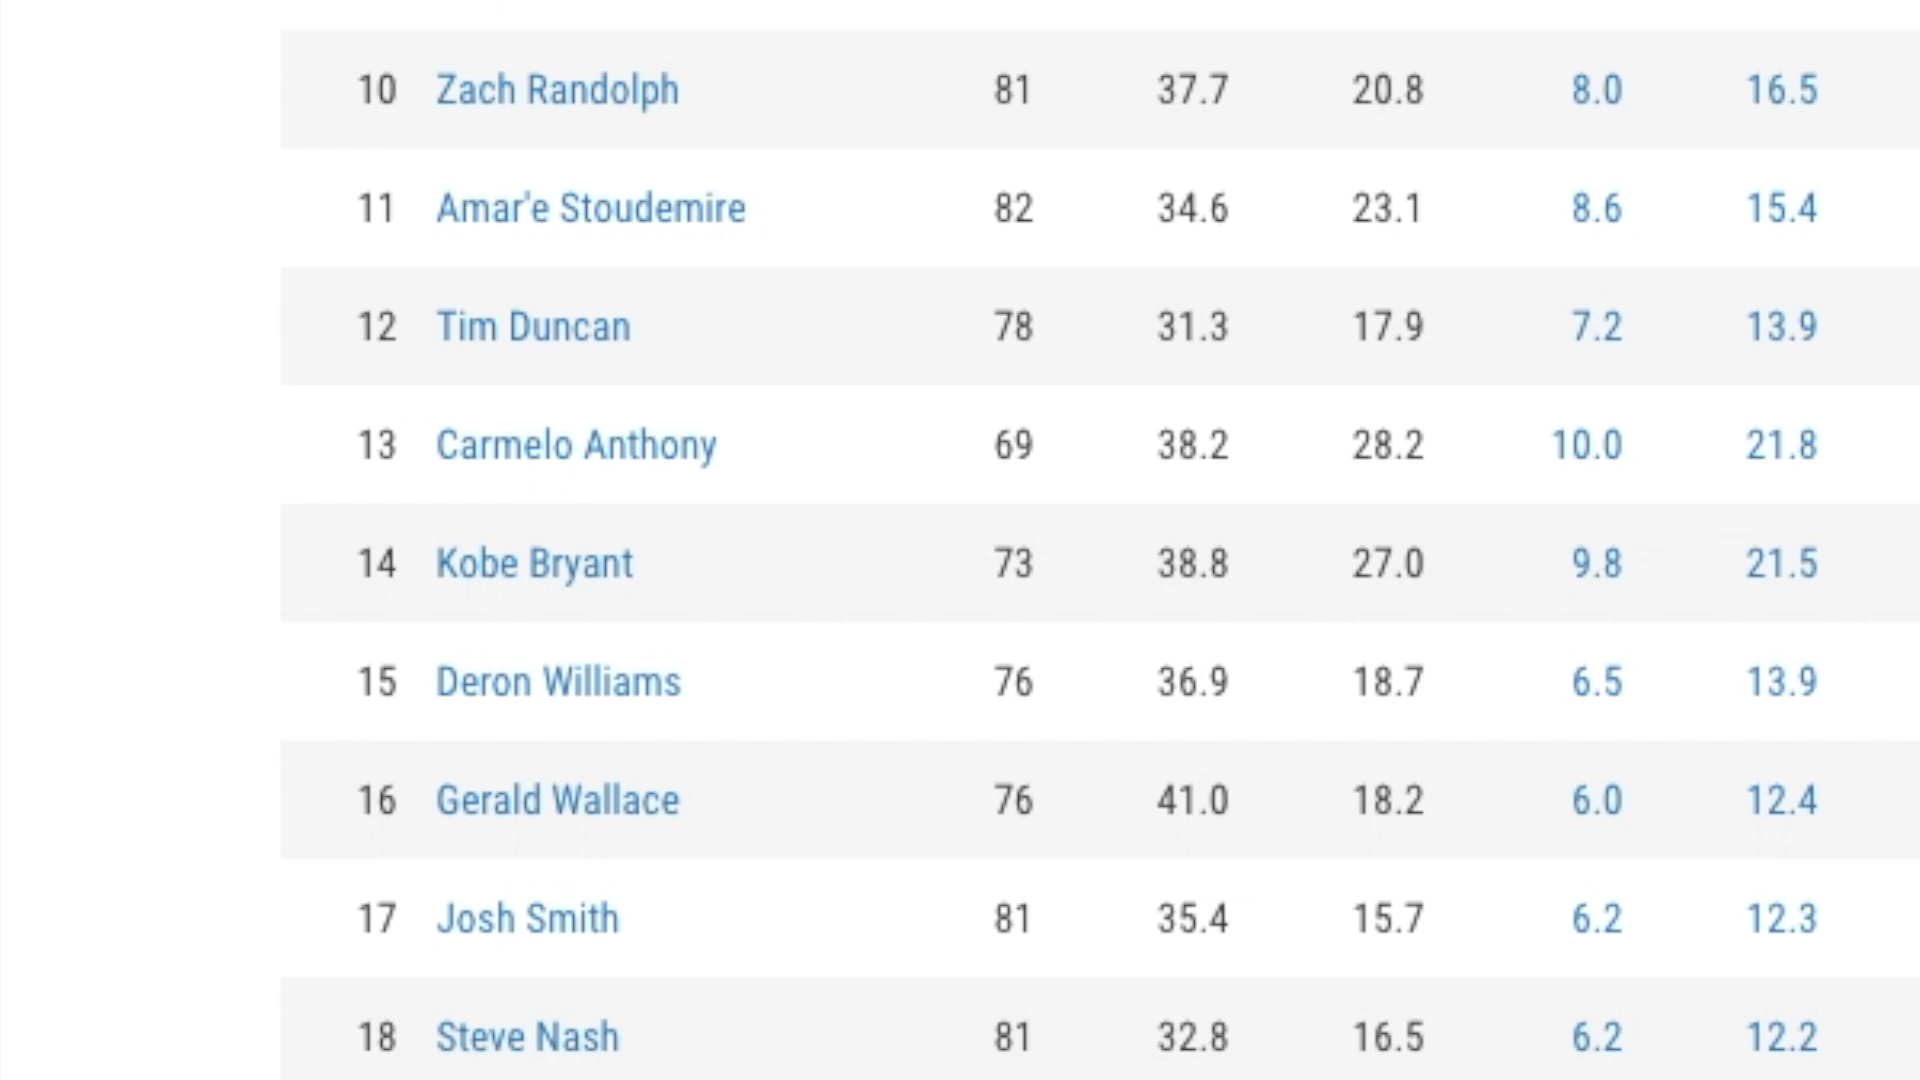 10 Zach Randolph 81 37.7 20.8 8.0 16.5
11 Amar'e Stoudemire 82 34.6 23.1 8.6 15.4
12 Tim Duncan 78 31.3 17.9 7.2 13.9
13 Carmelo Anthony 69 38.2 28.2 10.0 21.8
14 Kobe Bryant 73 38.8 27.0 9.8 21.5
15 Deron Williams 76 36.9 18.7 6.5 13.9
16 Gerald Wallace 76 41.0 18.2 6.0 12.4
17 Josh Smith 81 35.4 15.7 6.2 12.3
18 Steve Nash 81 32.8 16.5 6.2 12.2